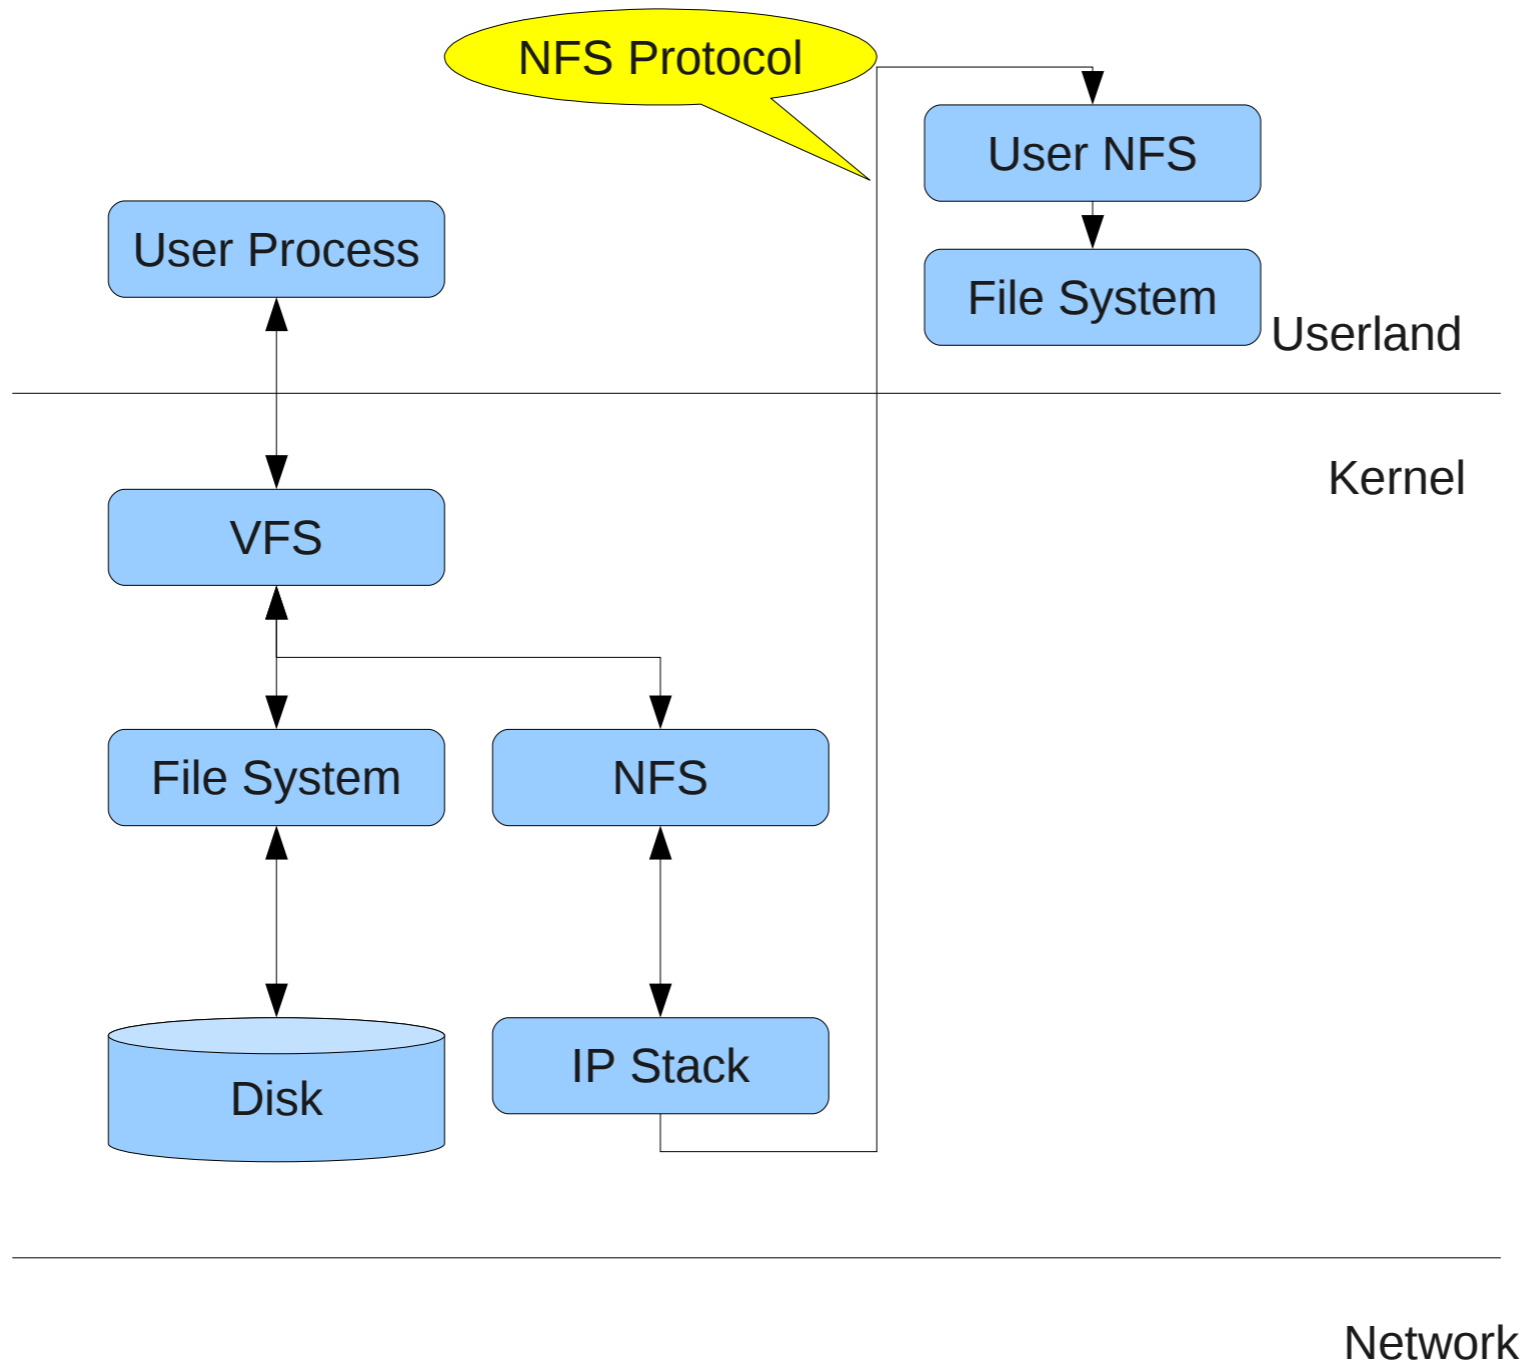 NFS Protocol
User NFS
User Process
File System
Userland
Kernel
VFS
File System
NFS
IP Stack
Disk
Network